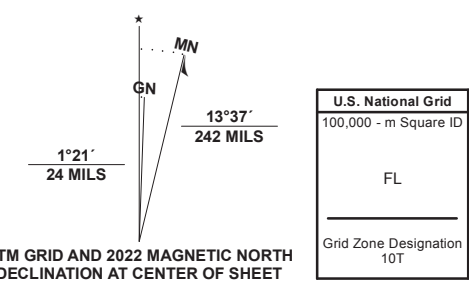 ★
MN
GN
13°37´
242 MILS
1°21´
24 MILS
TM GRID AND 2022 MAGNETIC NORTH
DECLINATION AT CENTER OF SHEET
U.S. National Grid
100,000 - m Square ID
FL
Grid Zone Designation
10T